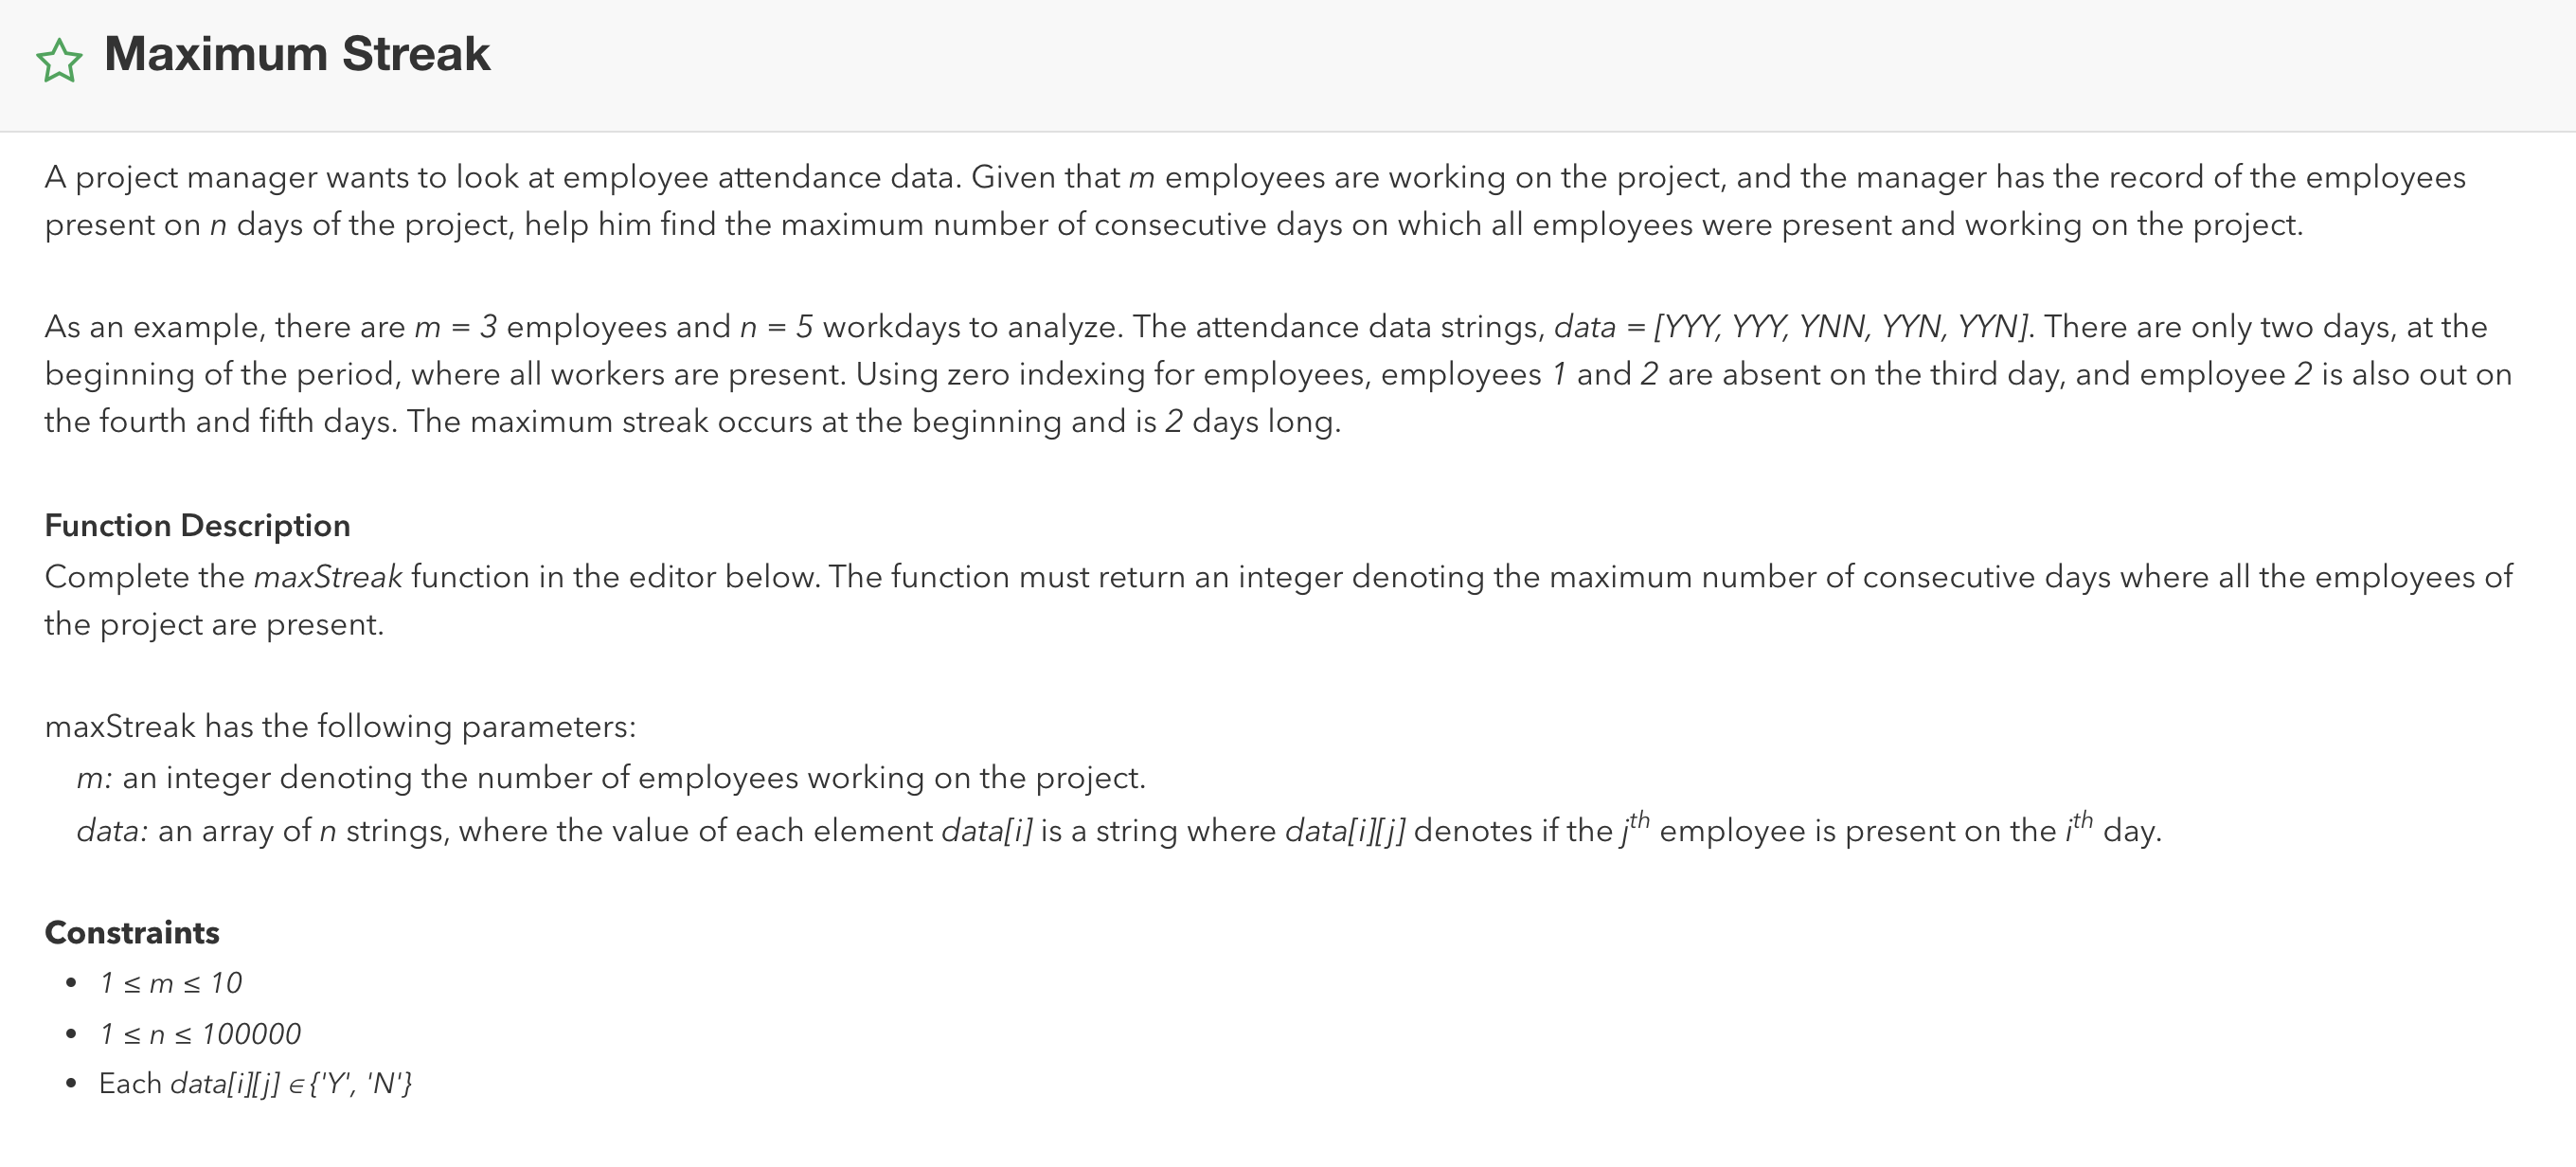 Maximum Streak
A project manager wants to look at employee attendance data. Given that m employees are working on the project, and the manager has the record of the employees
present on n days of the project, help him find the maximum number of consecutive days on which all employees were present and working on the project.
As an example, there are m = 3 employees and n = 5 workdays to analyze. The attendance data strings, data = [YYY, YYY, YNN, YYN, YYN]. There are only two days, at the
beginning of the period, where all workers are present. Using zero indexing for employees, employees 1 and 2 are absent on the third day, and employee 2 is also out on
the fourth and fifth days. The maximum streak occurs at the beginning and is 2 days long.
Function Description
Complete the maxStreak function in the editor below. The function must return an integer denoting the maximum number of consecutive days where all the employees of
the project are present.
maxStreak has the following parameters:
m: an integer denoting the number of employees working on the project.
data: an array of n strings, where the value of each element data[i] is a string where data[i][j] denotes if the jth employee is present on the ith day.
Constraints
• 1 ≤ m ≤ 10
• 1 ≤ n ≤ 100000
• Each data[i][j] ∈ {'Y', 'N'}